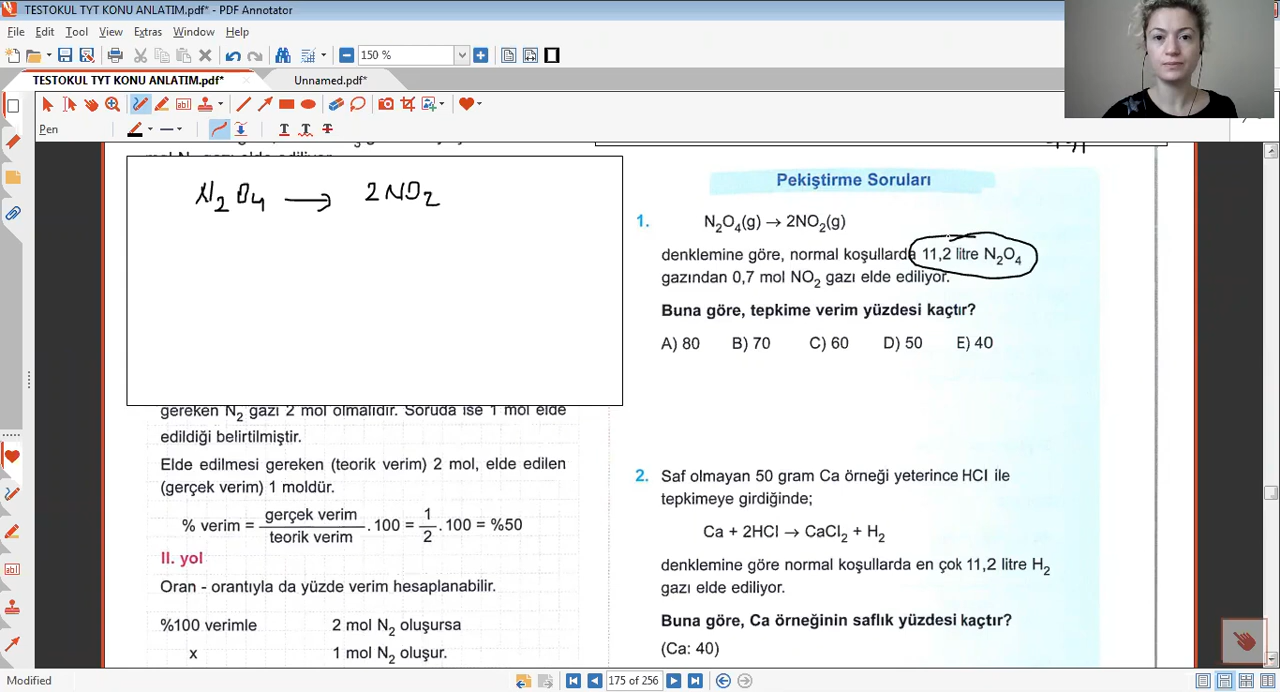 TESTOKUL TYT KONU ANLATIM.pdf* - PDF Annotator
File Edit Tool View Extras Window Help
150 %
TESTOKUL TYT KONU ANLATIM.pdf* Unnamed.pdf*
Pen
N₂O₄ → 2NO₂
gereken N₂ gazı 2 mol olmalıdır. Soruda ise 1 mol elde
edildiği belirtilmiştir.
Elde edilmesi gereken (teorik verim) 2 mol, elde edilen
(gerçek verim) 1 moldür.
% verim = gerçek verim / teorik verim .100 = 1/2 .100 = %50
II. yol
Oran - orantıyla da yüzde verim hesaplanabilir.
%100 verimle 2 mol N₂ oluşursa
x 1 mol N₂ oluşur.
Pekiştirme Soruları
1. N₂O₄(g) → 2NO₂(g)
denklemine göre, normal koşullarda 11,2 litre N₂O₄
gazından 0,7 mol NO₂ gazı elde ediliyor.
Buna göre, tepkime verim yüzdesi kaçtır?
A) 80 B) 70 C) 60 D) 50 E) 40
2. Saf olmayan 50 gram Ca örneği yeterince HCl ile
tepkimeye girdiğinde;
Ca + 2HCl → CaCl₂ + H₂
denklemine göre normal koşullarda en çok 11,2 litre H₂
gazı elde ediliyor.
Buna göre, Ca örneğinin saflık yüzdesi kaçtır?
(Ca: 40)
Modified
175 of 256